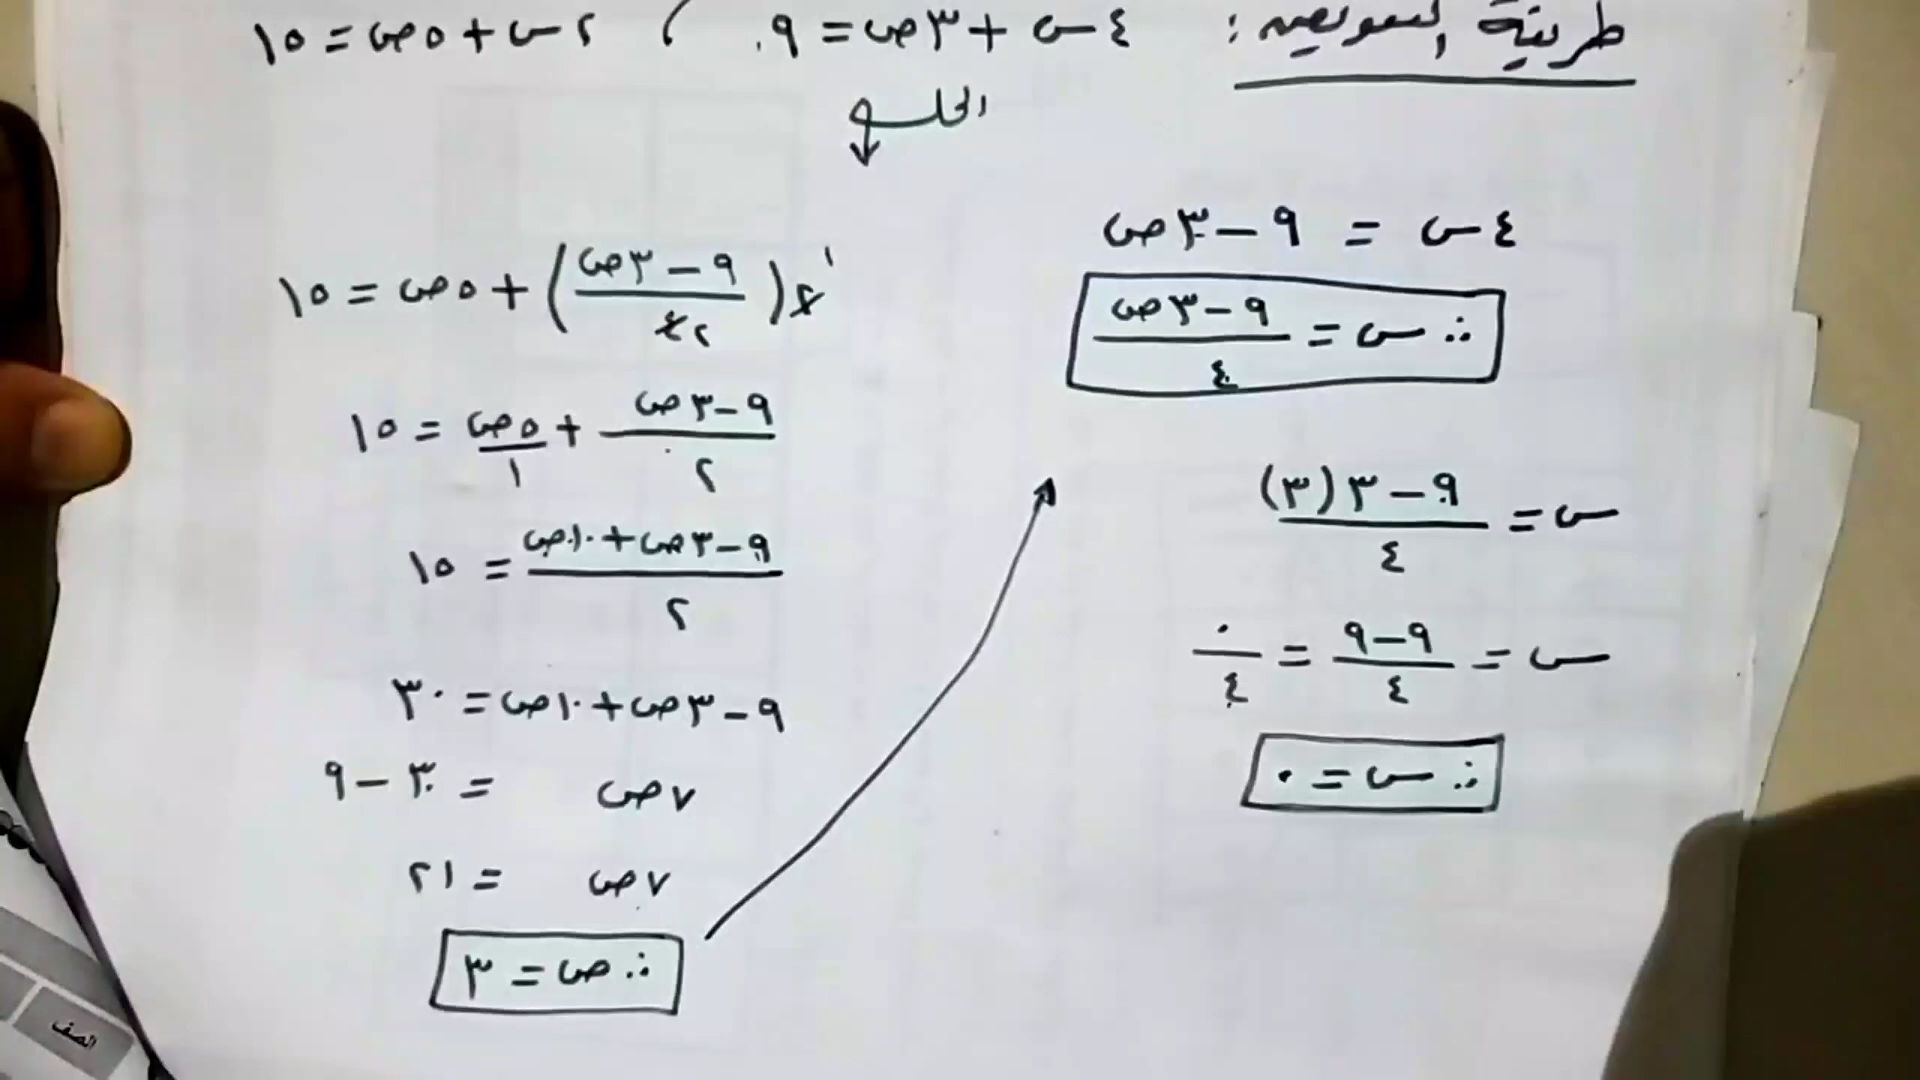 طريقة التعويض: ٤س + ٣ص = ٩ ، ٢س + ٥ص = ١٥
الحل
٤س = ٩ - ٣ص
∴ س = (٩ - ٣ص)/٤
س = (٩ - ٣(٣))/٤
س = (٩ - ٩)/٤ = ٠/٤
∴ س = ٠
٢((٩ - ٣ص)/٤) + ٥ص = ١٥
(٩ - ٣ص)/٢ + ٥ص/١ = ١٥
(٩ - ٣ص + ١٠ص)/٢ = ١٥
٩ - ٣ص + ١٠ص = ٣٠
٧ص = ٣٠ - ٩
٧ص = ٢١
∴ ص = ٣
الصف